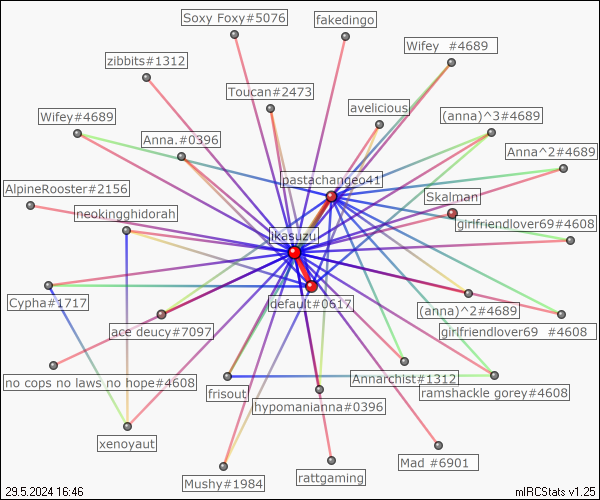 Soxy Foxy#5076
fakedingo
Wifey  #4689
zibbits#1312
Toucan#2473
avelicious
Wifey#4689
(anna)^3#4689
Anna.#0396
Anna^2#4689
pastachangeo41
AlpineRooster#2156
Skalman
neokingghidorah
girlfriendlover69#4608
ikasuzu
Cypha#1717
default#0617
(anna)^2#4689
ace deucy#7097
girlfriendlover69  #4608
no cops no laws no hope#4608
Annarchist#1312
frisout
ramshackle gorey#4608
hypomanianna#0396
xenoyaut
Mad #6901
rattgaming
Mushy#1984
29.5.2024 16:46
mIRCStats v1.25